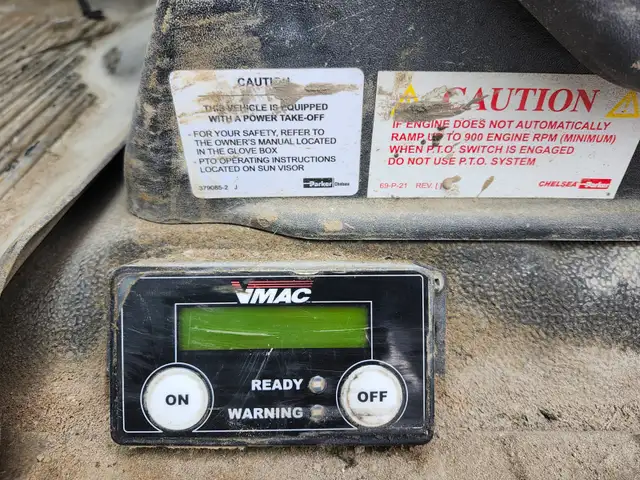 CAUTION
THIS VEHICLE IS EQUIPPED
WITH A POWER TAKE-OFF
- FOR YOUR SAFETY, REFER TO
THE OWNER'S MANUAL LOCATED
IN THE GLOVE BOX
- PTO OPERATING INSTRUCTIONS
LOCATED ON SUN VISOR
379085-2 J
Parker Chelsea
CAUTION
IF ENGINE DOES NOT AUTOMATICALLY
RAMP UP TO 900 ENGINE RPM (MINIMUM)
WHEN P.T.O. SWITCH IS ENGAGED
DO NOT USE P.T.O. SYSTEM
69-P-21 REV.
CHELSEA Parker
VMAC
ON
READY
WARNING
OFF